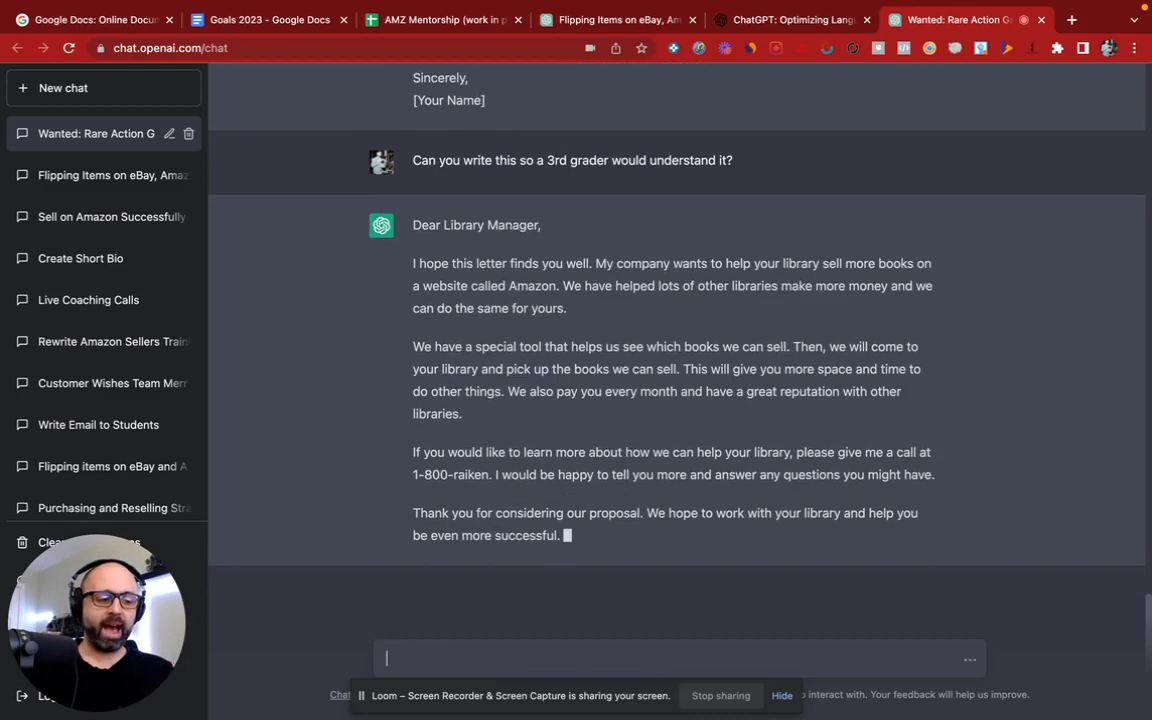 Google Docs: Online Docun
Goals 2023 - Google Docs
AMZ Mentorship (work in p
Flipping Items on eBay, Am
ChatGPT: Optimizing Lang
Wanted: Rare Action G
chat.openai.com/chat
New chat
Wanted: Rare Action G
Flipping Items on eBay, Amaz
Sell on Amazon Successfully
Create Short Bio
Live Coaching Calls
Rewrite Amazon Sellers Train
Customer Wishes Team Mem
Write Email to Students
Flipping items on eBay and A
Purchasing and Reselling Stra
Sincerely,
[Your Name]
Can you write this so a 3rd grader would understand it?
Dear Library Manager,
I hope this letter finds you well. My company wants to help your library sell more books on
a website called Amazon. We have helped lots of other libraries make more money and we
can do the same for yours.
We have a special tool that helps us see which books we can sell. Then, we will come to
your library and pick up the books we can sell. This will give you more space and time to
do other things. We also pay you every month and have a great reputation with other
libraries.
If you would like to learn more about how we can help your library, please give me a call at
1-800-raiken. I would be happy to tell you more and answer any questions you might have.
Thank you for considering our proposal. We hope to work with your library and help you
be even more successful.
Loom – Screen Recorder & Screen Capture is sharing your screen.
Stop sharing
Hide
to interact with. Your feedback will help us improve.